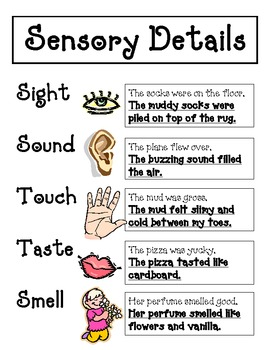 Sensory Details
Sight
The socks were on the floor.
The muddy socks were
piled on top of the rug.
Sound
The plane flew over.
The buzzing sound filled
the air.
Touch
The mud was gross.
The mud felt slimy and
cold between my toes.
Taste
The pizza was yucky.
The pizza tasted like
cardboard.
Smell
Her perfume smelled good.
Her perfume smelled like
flowers and vanilla.